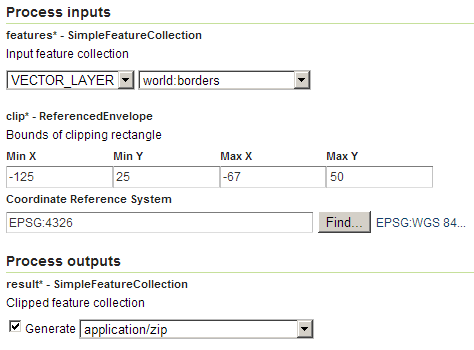 Process inputs
features* - SimpleFeatureCollection
Input feature collection
VECTOR_LAYER world:borders
clip* - ReferencedEnvelope
Bounds of clipping rectangle
Min X Min Y Max X Max Y
-125 25 -67 50
Coordinate Reference System
EPSG:4326 Find... EPSG:WGS 84...
Process outputs
result* - SimpleFeatureCollection
Clipped feature collection
Generate application/zip